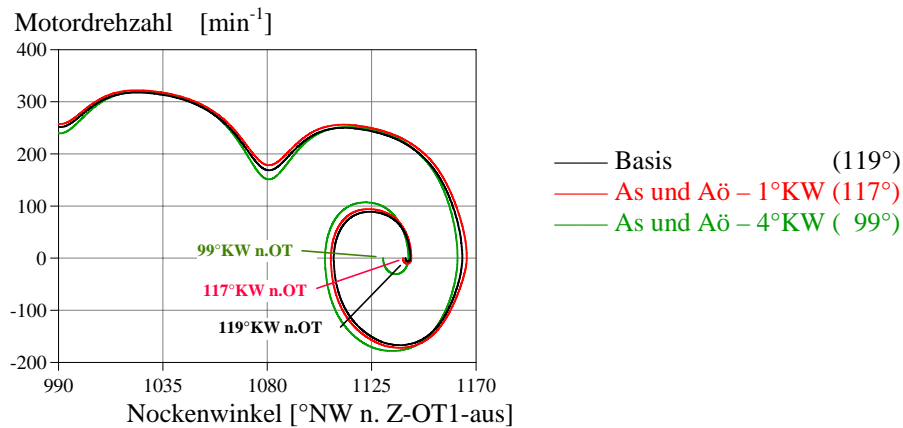 Motordrehzahl [min-1]
400
300
200
100
0
-100
-200
990
1035
1080
1125
1170
Nockenwinkel [°NW n. Z-OT1-aus]
99°KW n.OT
117°KW n.OT
119°KW n.OT
Basis (119°)
As und Aö – 1°KW (117°)
As und Aö – 4°KW ( 99°)